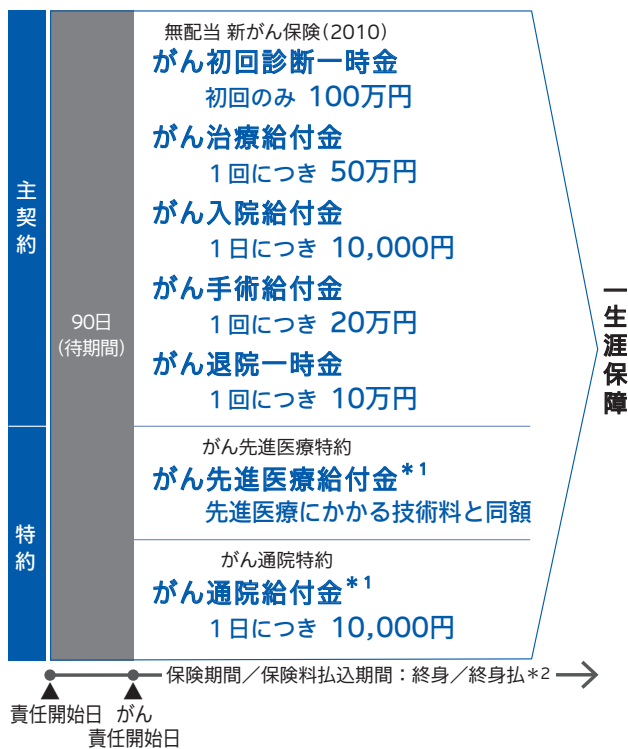 主契約
特約
90日
(待期間)
無配当 新がん保険(2010)
がん初回診断一時金
初回のみ 100万円
がん治療給付金
1回につき 50万円
がん入院給付金
1日につき 10,000円
がん手術給付金
1回につき 20万円
がん退院一時金
1回につき 10万円
がん先進医療特約
がん先進医療給付金*1
先進医療にかかる技術料と同額
がん通院特約
がん通院給付金*1
1日につき 10,000円
一生涯保障
保険期間/保険料払込期間:終身/終身払*2
責任開始日
がん
責任開始日